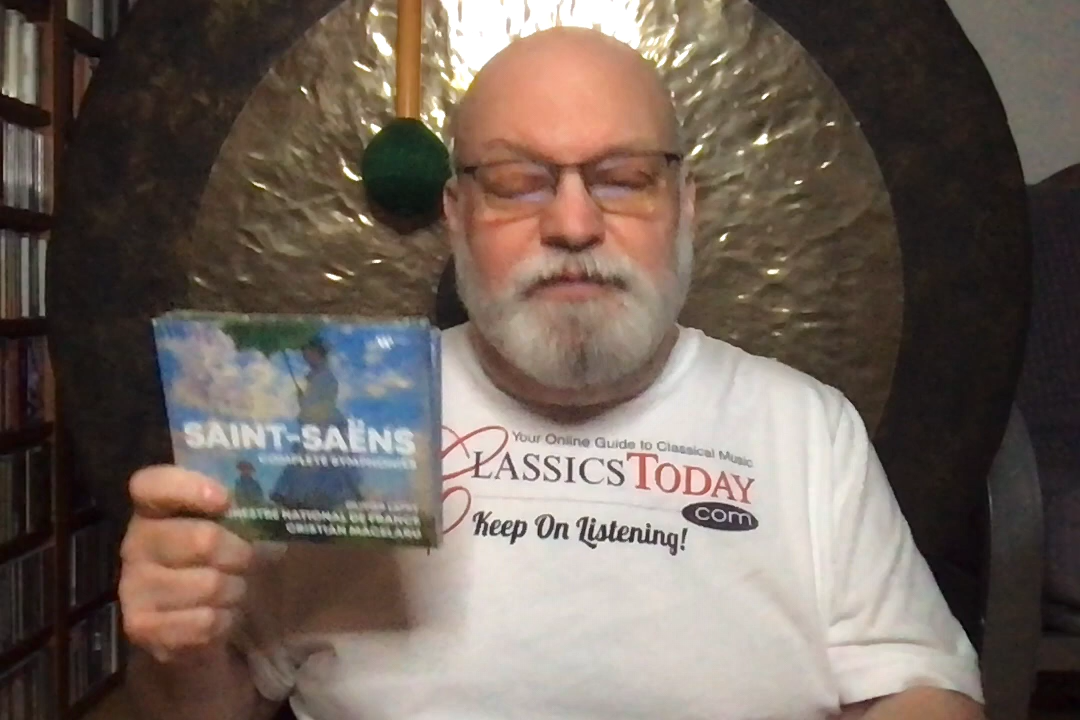 SAINT-SAËNS
COMPLETE SYMPHONIES
NATIONAL DE FRANCE
CRISTIAN MACELARU
Your Online Guide to Classical Music
CLASSICSTODAY
com
Keep On Listening!